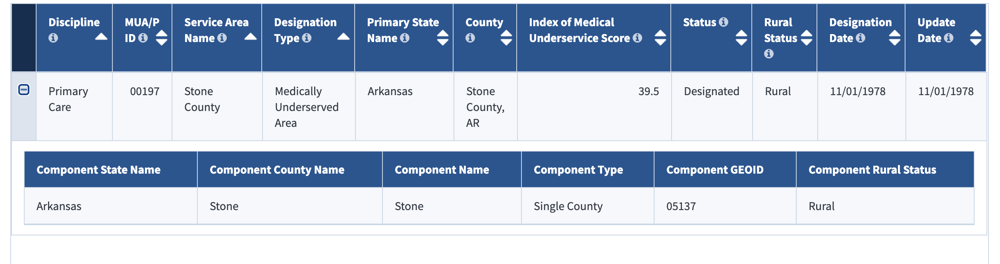 Discipline
MUA/P ID
Service Area Name
Designation Type
Primary State Name
County
Index of Medical Underservice Score
Status
Rural Status
Designation Date
Update Date
Primary Care
00197
Stone County
Medically Underserved Area
Arkansas
Stone County, AR
39.5
Designated
Rural
11/01/1978
11/01/1978
Component State Name
Component County Name
Component Name
Component Type
Component GEOID
Component Rural Status
Arkansas
Stone
Stone
Single County
05137
Rural